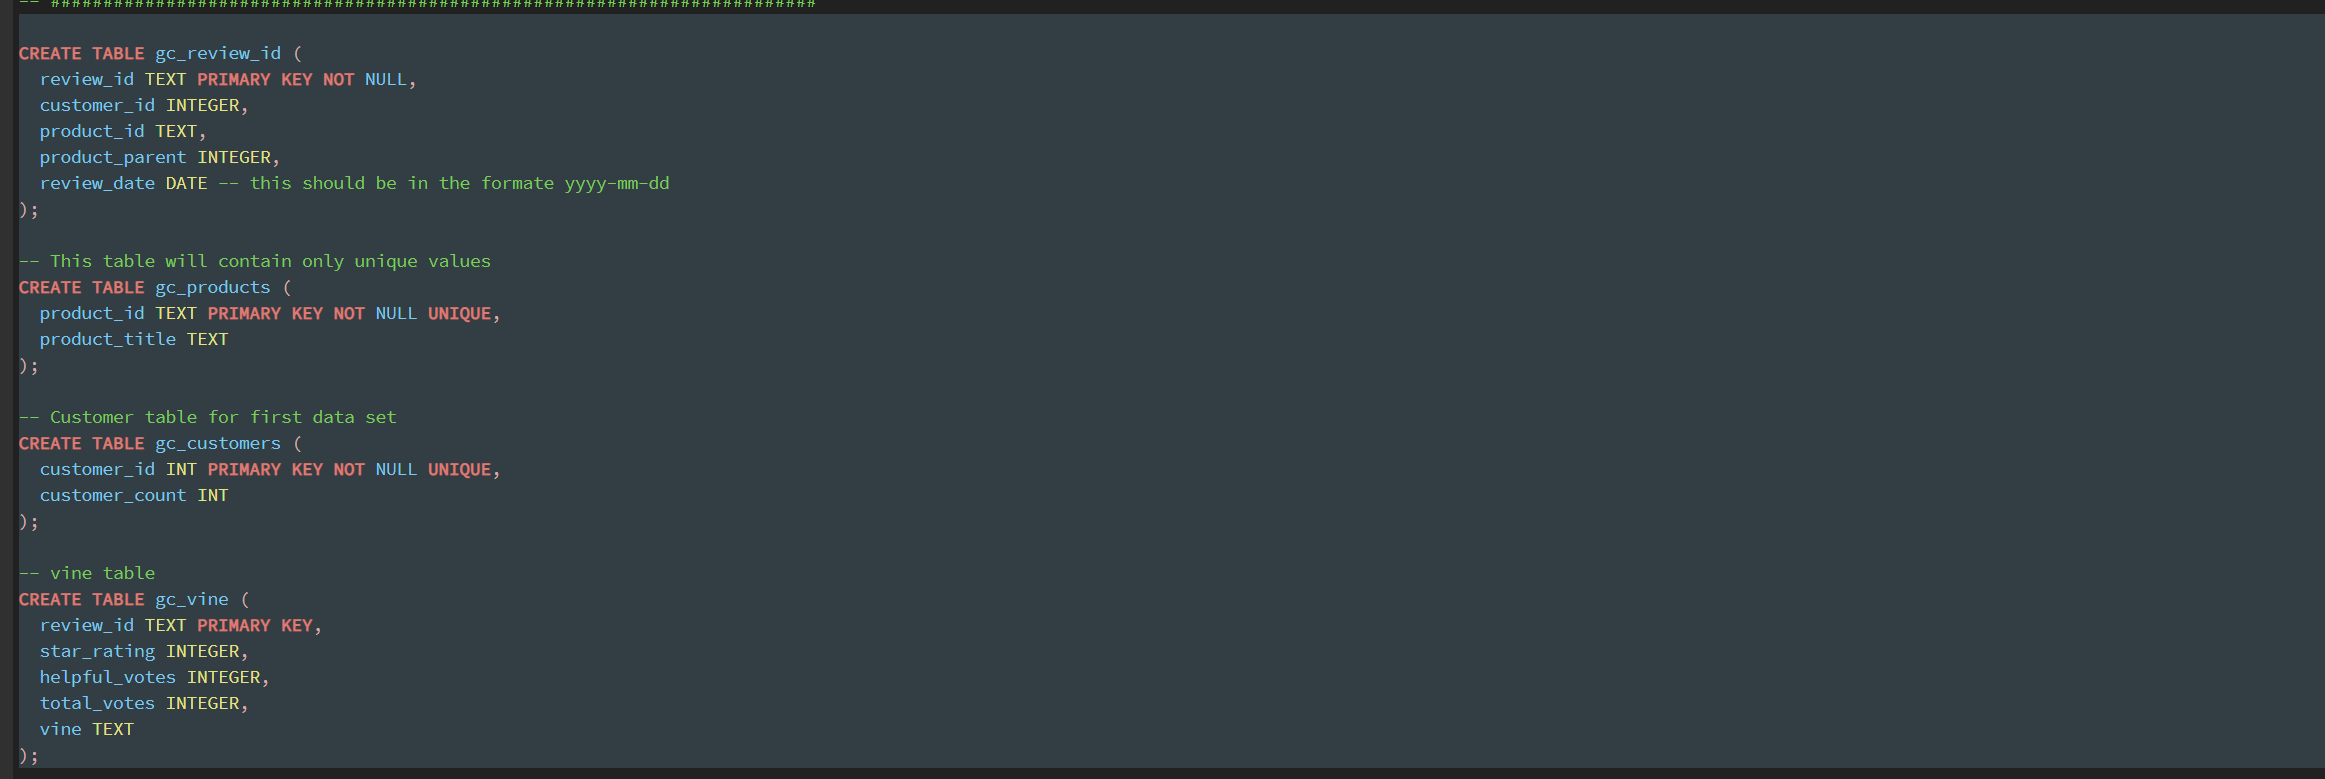 -- #########################################################################
CREATE TABLE gc_review_id (
  review_id TEXT PRIMARY KEY NOT NULL,
  customer_id INTEGER,
  product_id TEXT,
  product_parent INTEGER,
  review_date DATE -- this should be in the formate yyyy-mm-dd
);
-- This table will contain only unique values
CREATE TABLE gc_products (
  product_id TEXT PRIMARY KEY NOT NULL UNIQUE,
  product_title TEXT
);
-- Customer table for first data set
CREATE TABLE gc_customers (
  customer_id INT PRIMARY KEY NOT NULL UNIQUE,
  customer_count INT
);
-- vine table
CREATE TABLE gc_vine (
  review_id TEXT PRIMARY KEY,
  star_rating INTEGER,
  helpful_votes INTEGER,
  total_votes INTEGER,
  vine TEXT
);